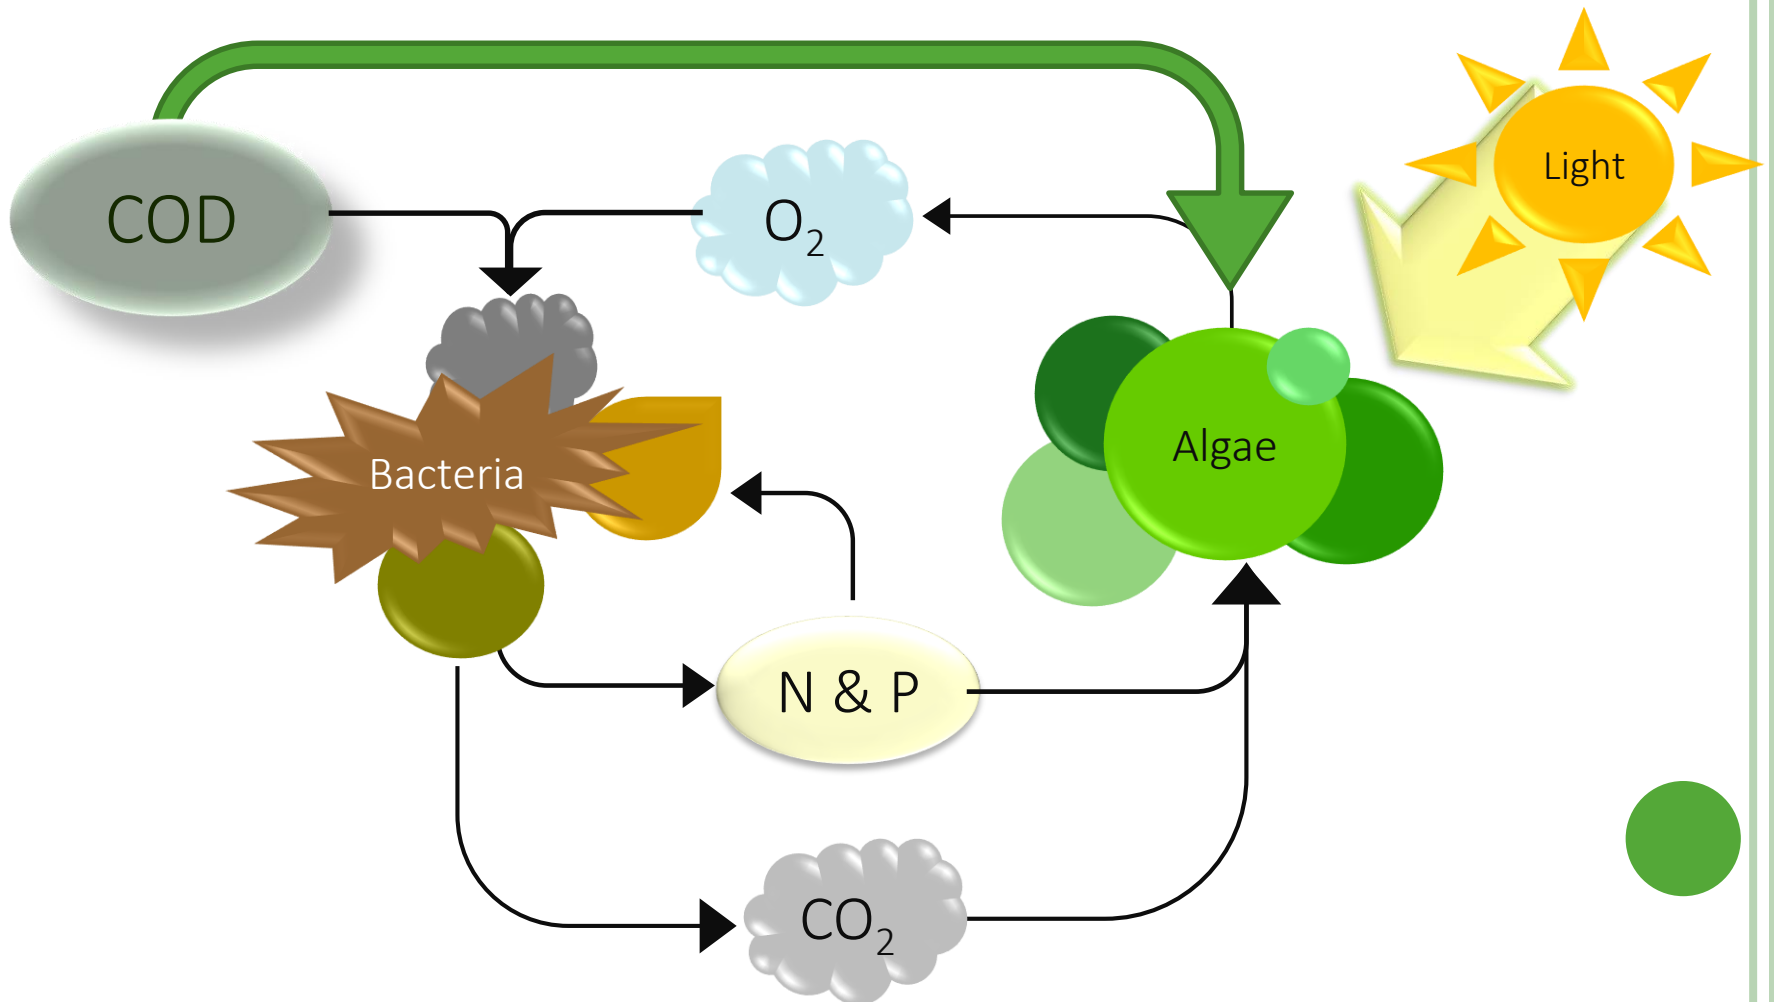 Light
COD
O₂
Algae
Bacteria
N & P
CO₂